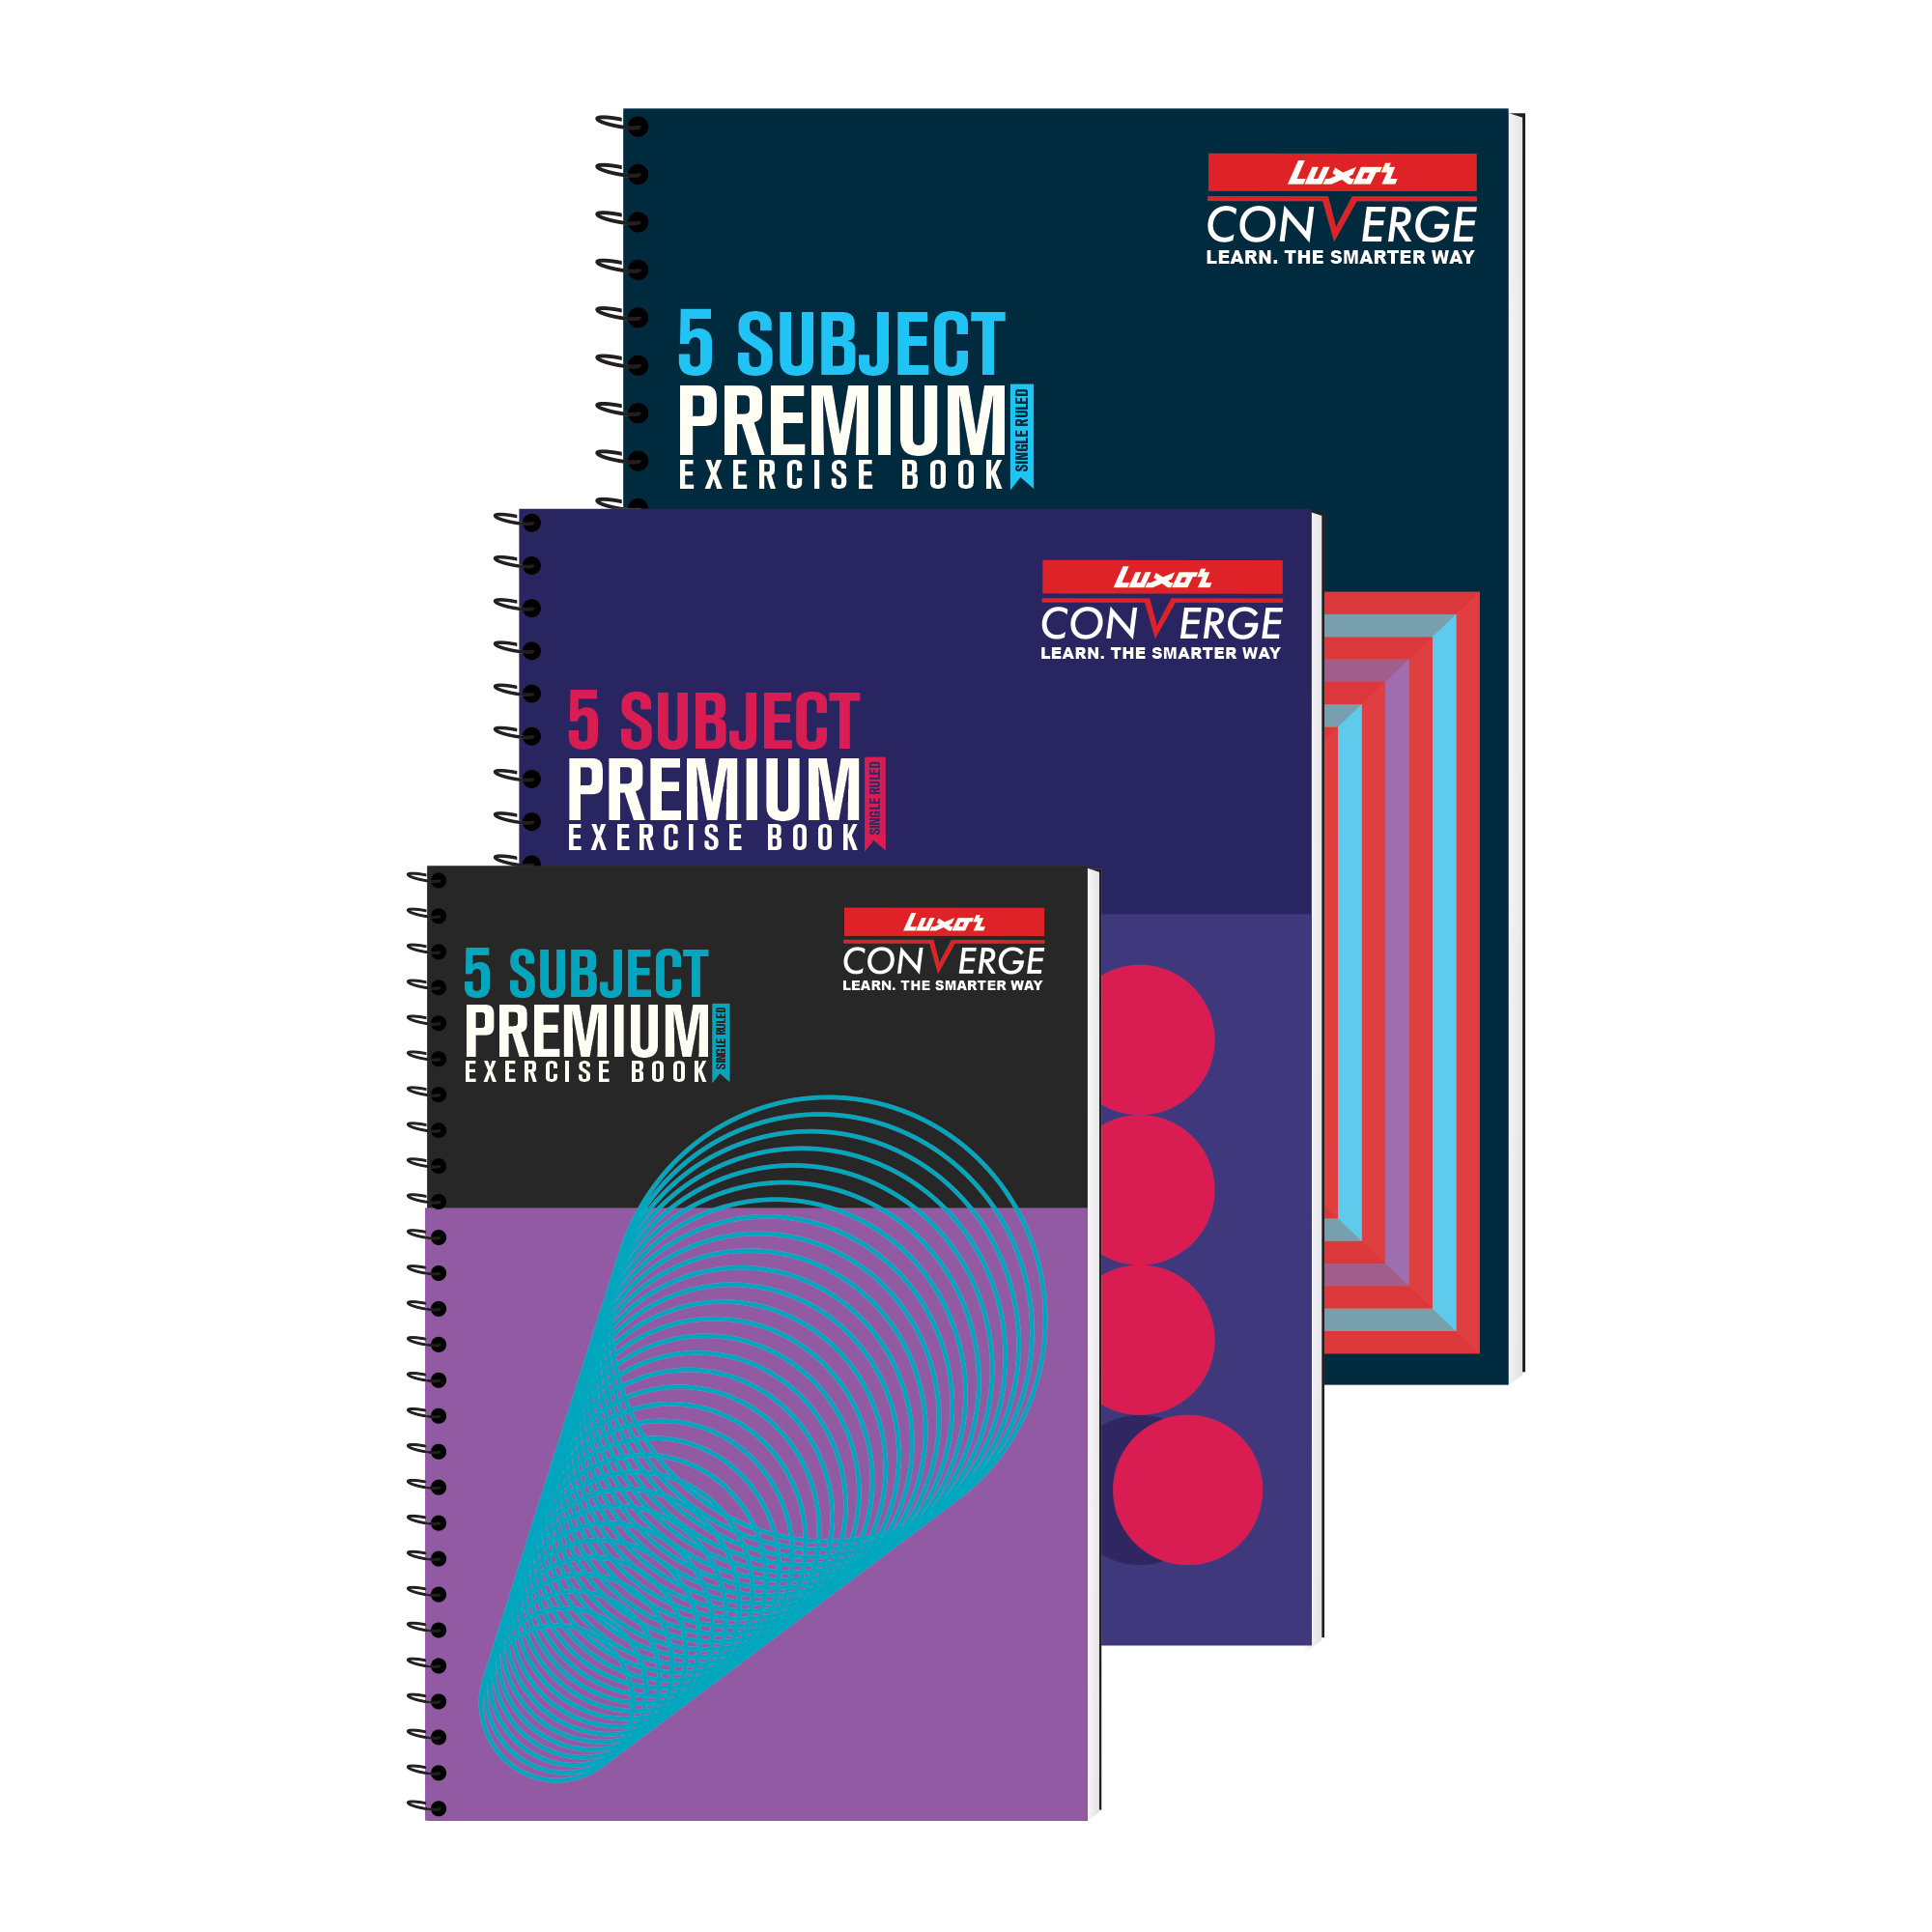 Luxor
CONVERGE
LEARN. THE SMARTER WAY
5 SUBJECT
PREMIUM
EXERCISE BOOK
SINGLE RULED
Luxor
CONVERGE
LEARN. THE SMARTER WAY
5 SUBJECT
PREMIUM
EXERCISE BOOK
SINGLE RULED
Luxor
CONVERGE
LEARN. THE SMARTER WAY
5 SUBJECT
PREMIUM
EXERCISE BOOK
SINGLE RULED